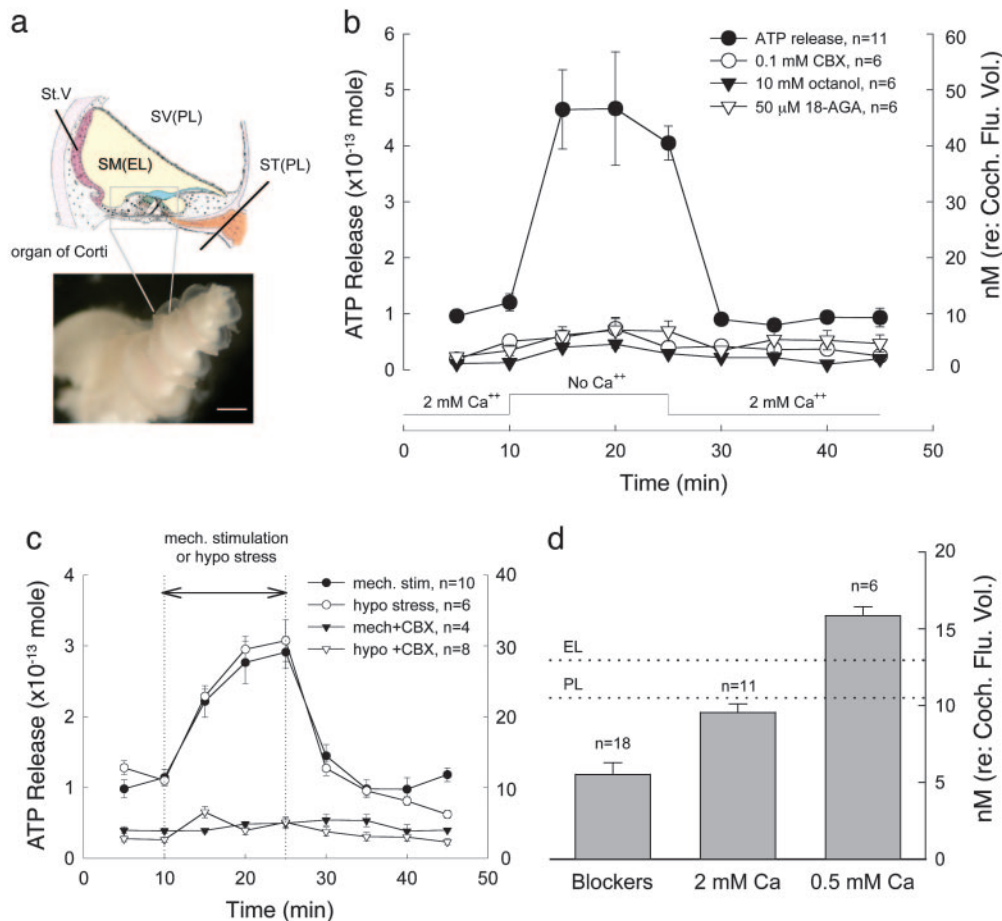 a
St.V
SV(PL)
SM(EL)
ST(PL)
organ of Corti
b
ATP Release (x10⁻¹³ mole)
6
5
4
3
2
1
0
60
50
40
30
20
10
0
nM (re: Coch. Flu. Vol.)
ATP release, n=11
0.1 mM CBX, n=6
10 mM octanol, n=6
50 μM 18-AGA, n=6
2 mM Ca⁺⁺
No Ca⁺⁺
2 mM Ca⁺⁺
0 10 20 30 40 50
Time (min)
c
mech. stimulation
or hypo stress
mech. stim, n=10
hypo stress, n=6
mech+CBX, n=4
hypo +CBX, n=8
ATP Release (x10⁻¹³ mole)
4
3
2
1
0
40
30
20
10
0
0 10 20 30 40 50
Time (min)
d
n=6
EL
PL
n=11
n=18
20
15
10
5
0
nM (re: Coch. Flu. Vol.)
Blockers 2 mM Ca 0.5 mM Ca